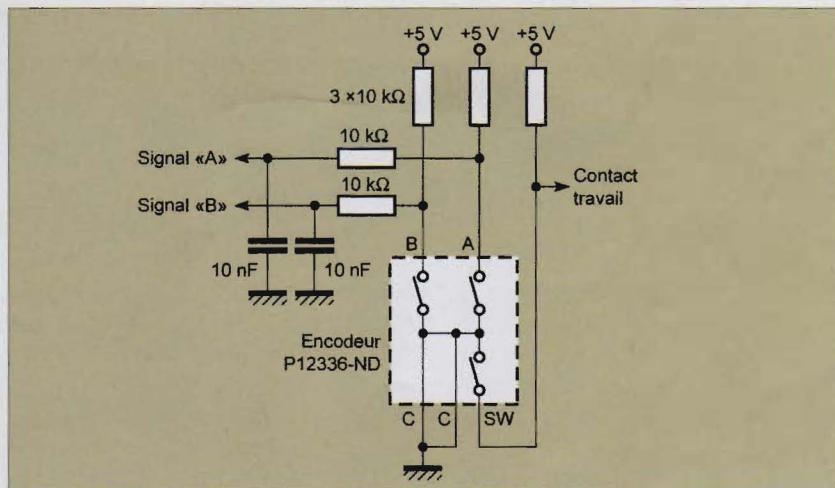 +5 V +5 V +5 V
3 ×10 kΩ
10 kΩ
Signal «A»
10 kΩ
Signal «B»
Contact
travail
B A
10 nF 10 nF
Encodeur
P12336-ND
C C SW